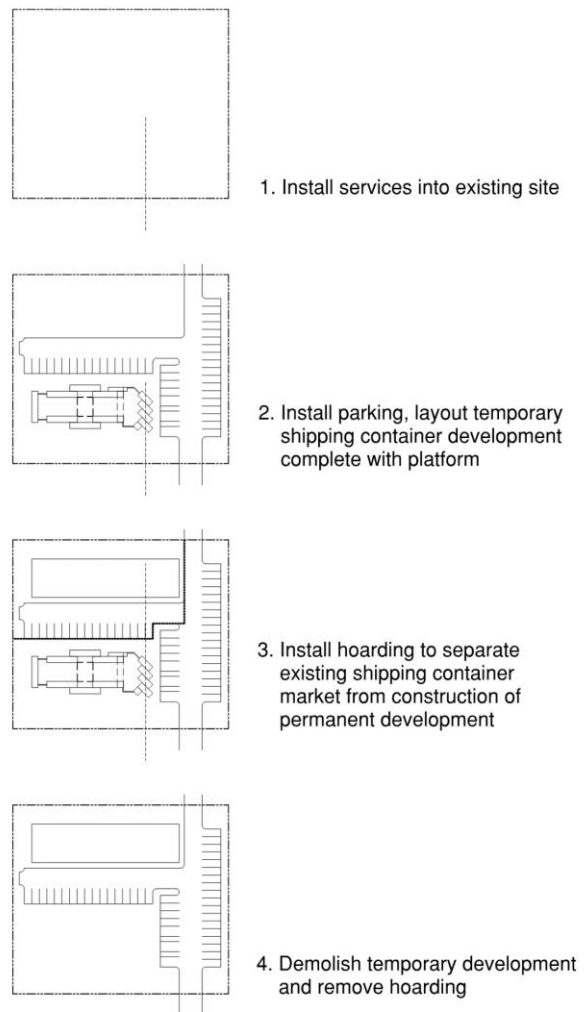 1. Install services into existing site
2. Install parking, layout temporary
shipping container development
complete with platform
3. Install hoarding to separate
existing shipping container
market from construction of
permanent development
4. Demolish temporary development
and remove hoarding